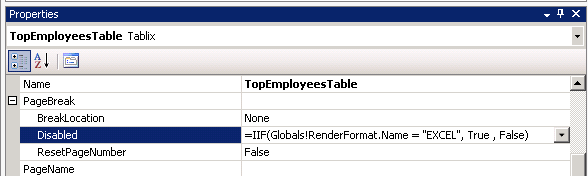 Properties
TopEmployeesTable Tablix
Name TopEmployeesTable
PageBreak
BreakLocation None
Disabled =IIF(Globals!RenderFormat.Name = "EXCEL", True , False)
ResetPageNumber False
PageName